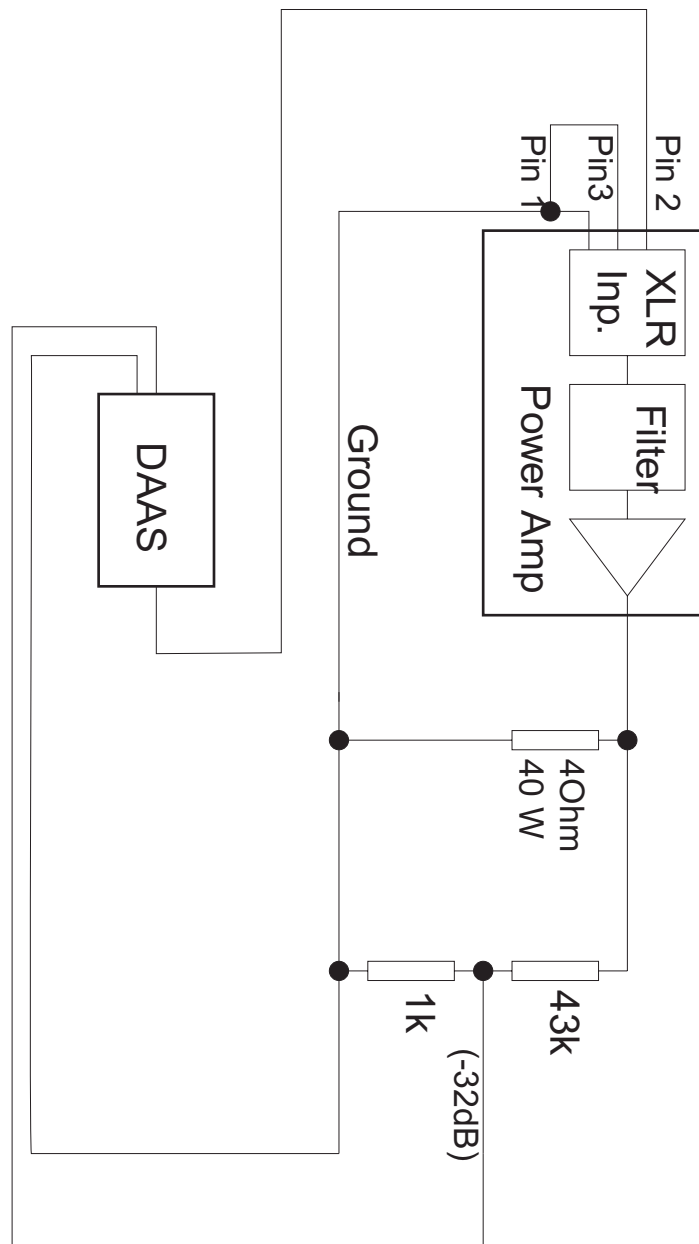 Pin 1
Pin3
Pin 2
XLR
Inp.
Filter
Power Amp
DAAS
Ground
4Ohm
40 W
43k
1k
(-32dB)